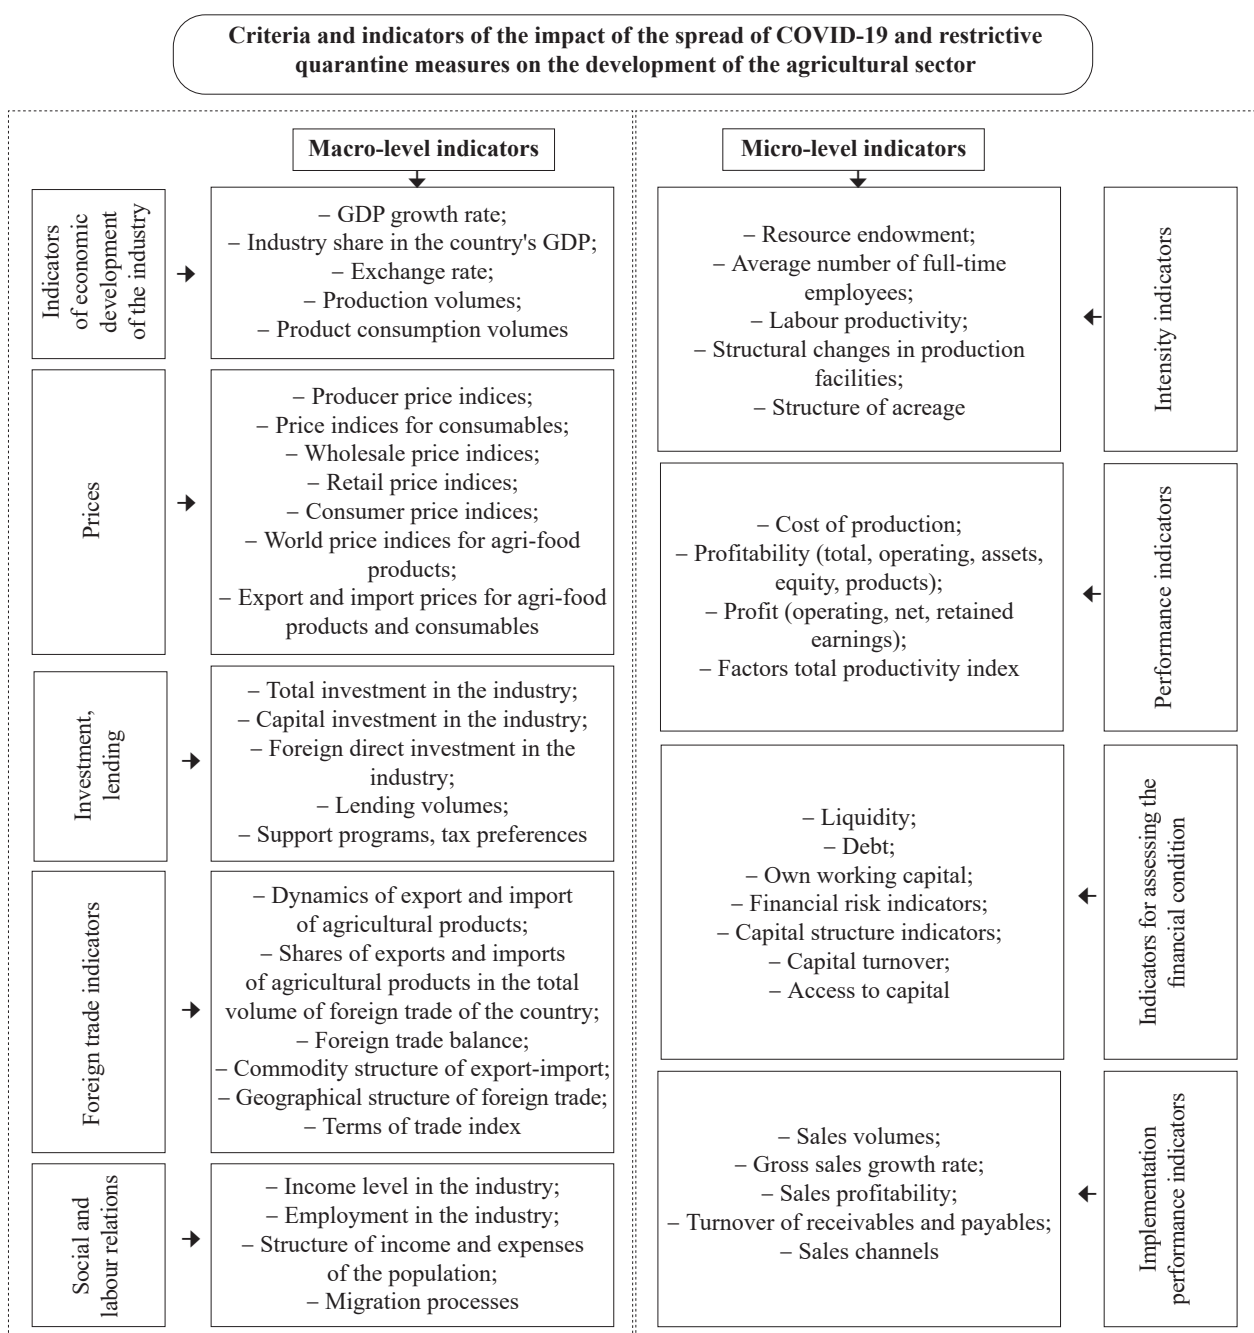 Criteria and indicators of the impact of the spread of COVID-19 and restrictive
quarantine measures on the development of the agricultural sector
Macro-level indicators
Indicators
of economic
development
of the industry
– GDP growth rate;
– Industry share in the country's GDP;
– Exchange rate;
– Production volumes;
– Product consumption volumes
Prices
– Producer price indices;
– Price indices for consumables;
– Wholesale price indices;
– Retail price indices;
– Consumer price indices;
– World price indices for agri-food
products;
– Export and import prices for agri-food
products and consumables
Investment,
lending
– Total investment in the industry;
– Capital investment in the industry;
– Foreign direct investment in the
industry;
– Lending volumes;
– Support programs, tax preferences
Foreign trade indicators
– Dynamics of export and import
of agricultural products;
– Shares of exports and imports
of agricultural products in the total
volume of foreign trade of the country;
– Foreign trade balance;
– Commodity structure of export-import;
– Geographical structure of foreign trade;
– Terms of trade index
Social and
labour relations
– Income level in the industry;
– Employment in the industry;
– Structure of income and expenses
of the population;
– Migration processes
Micro-level indicators
– Resource endowment;
– Average number of full-time
employees;
– Labour productivity;
– Structural changes in production
facilities;
– Structure of acreage
Intensity indicators
– Cost of production;
– Profitability (total, operating, assets,
equity, products);
– Profit (operating, net, retained
earnings);
– Factors total productivity index
Performance indicators
– Liquidity;
– Debt;
– Own working capital;
– Financial risk indicators;
– Capital structure indicators;
– Capital turnover;
– Access to capital
Indicators for assessing the
financial condition
– Sales volumes;
– Gross sales growth rate;
– Sales profitability;
– Turnover of receivables and payables;
– Sales channels
Implementation
performance indicators